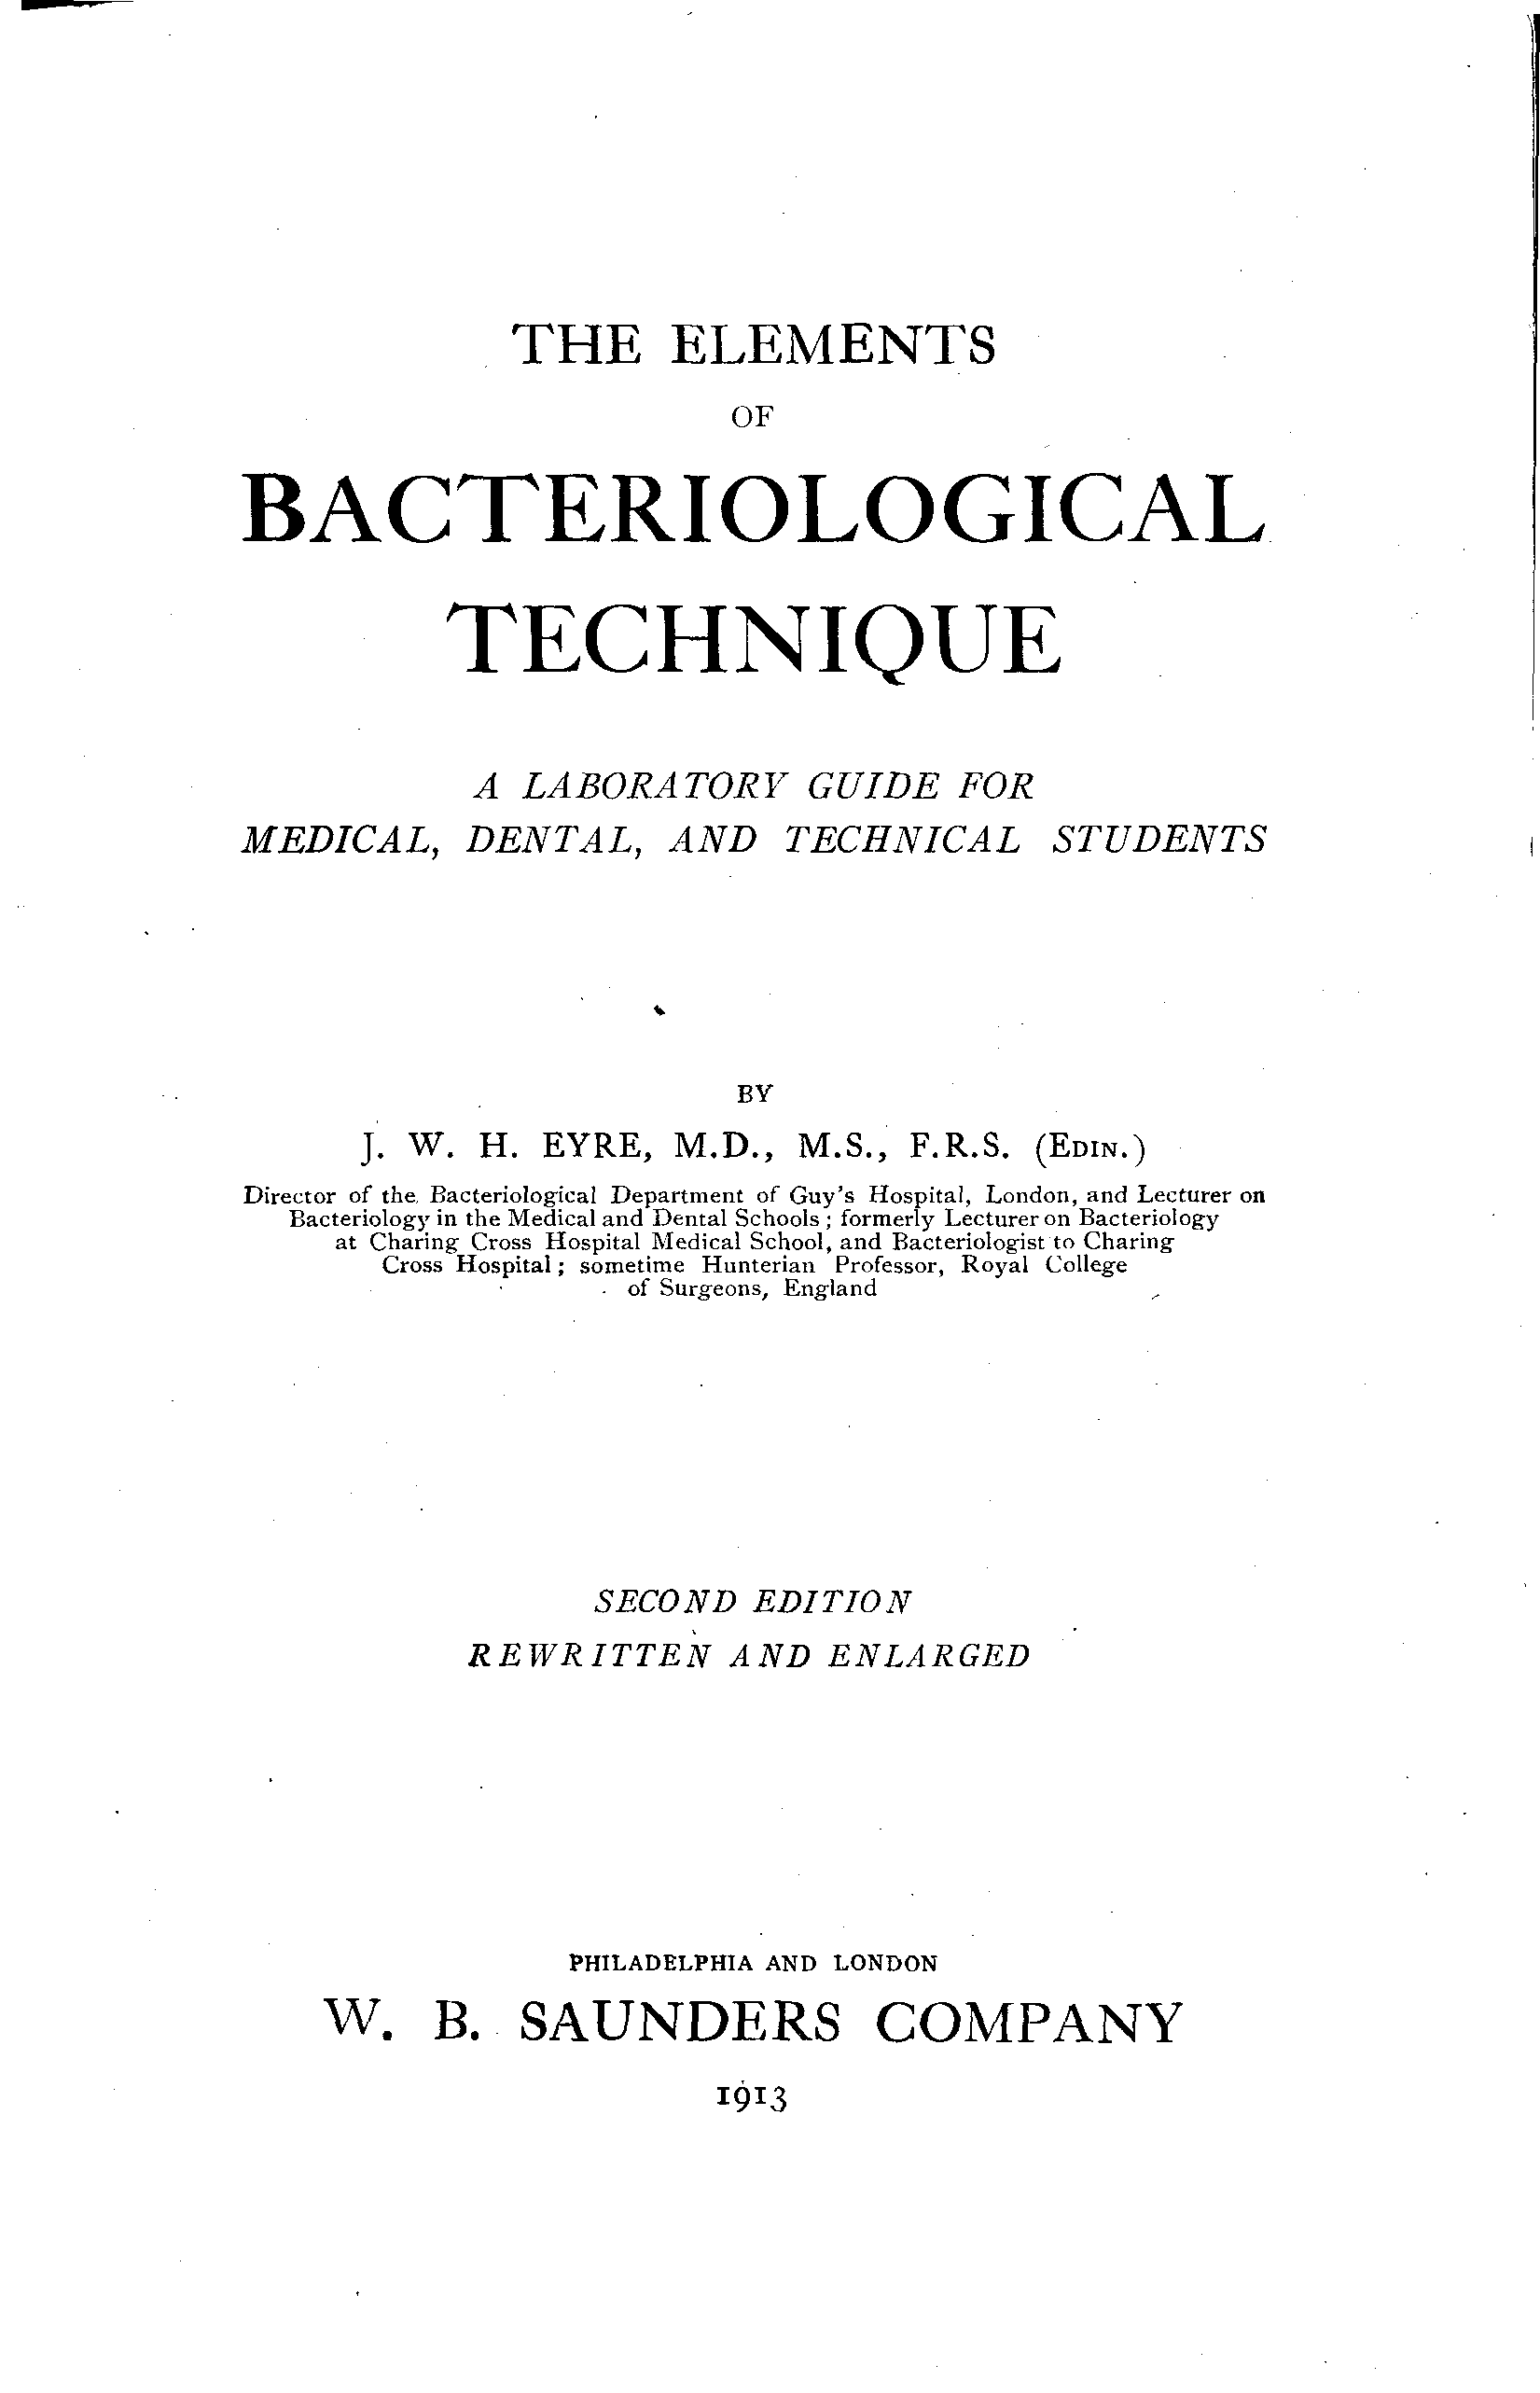 THE ELEMENTS
OF
BACTERIOLOGICAL
TECHNIQUE
A LABORATORY GUIDE FOR
MEDICAL, DENTAL, AND TECHNICAL STUDENTS
BY
J. W. H. EYRE, M.D., M.S., F.R.S. (EDIN.)
Director of the Bacteriological Department of Guy's Hospital, London, and Lecturer on
Bacteriology in the Medical and Dental Schools; formerly Lecturer on Bacteriology
at Charing Cross Hospital Medical School, and Bacteriologist to Charing
Cross Hospital; sometime Hunterian Professor, Royal College
of Surgeons, England
SECOND EDITION
REWRITTEN AND ENLARGED
PHILADELPHIA AND LONDON
W. B. SAUNDERS COMPANY
1913